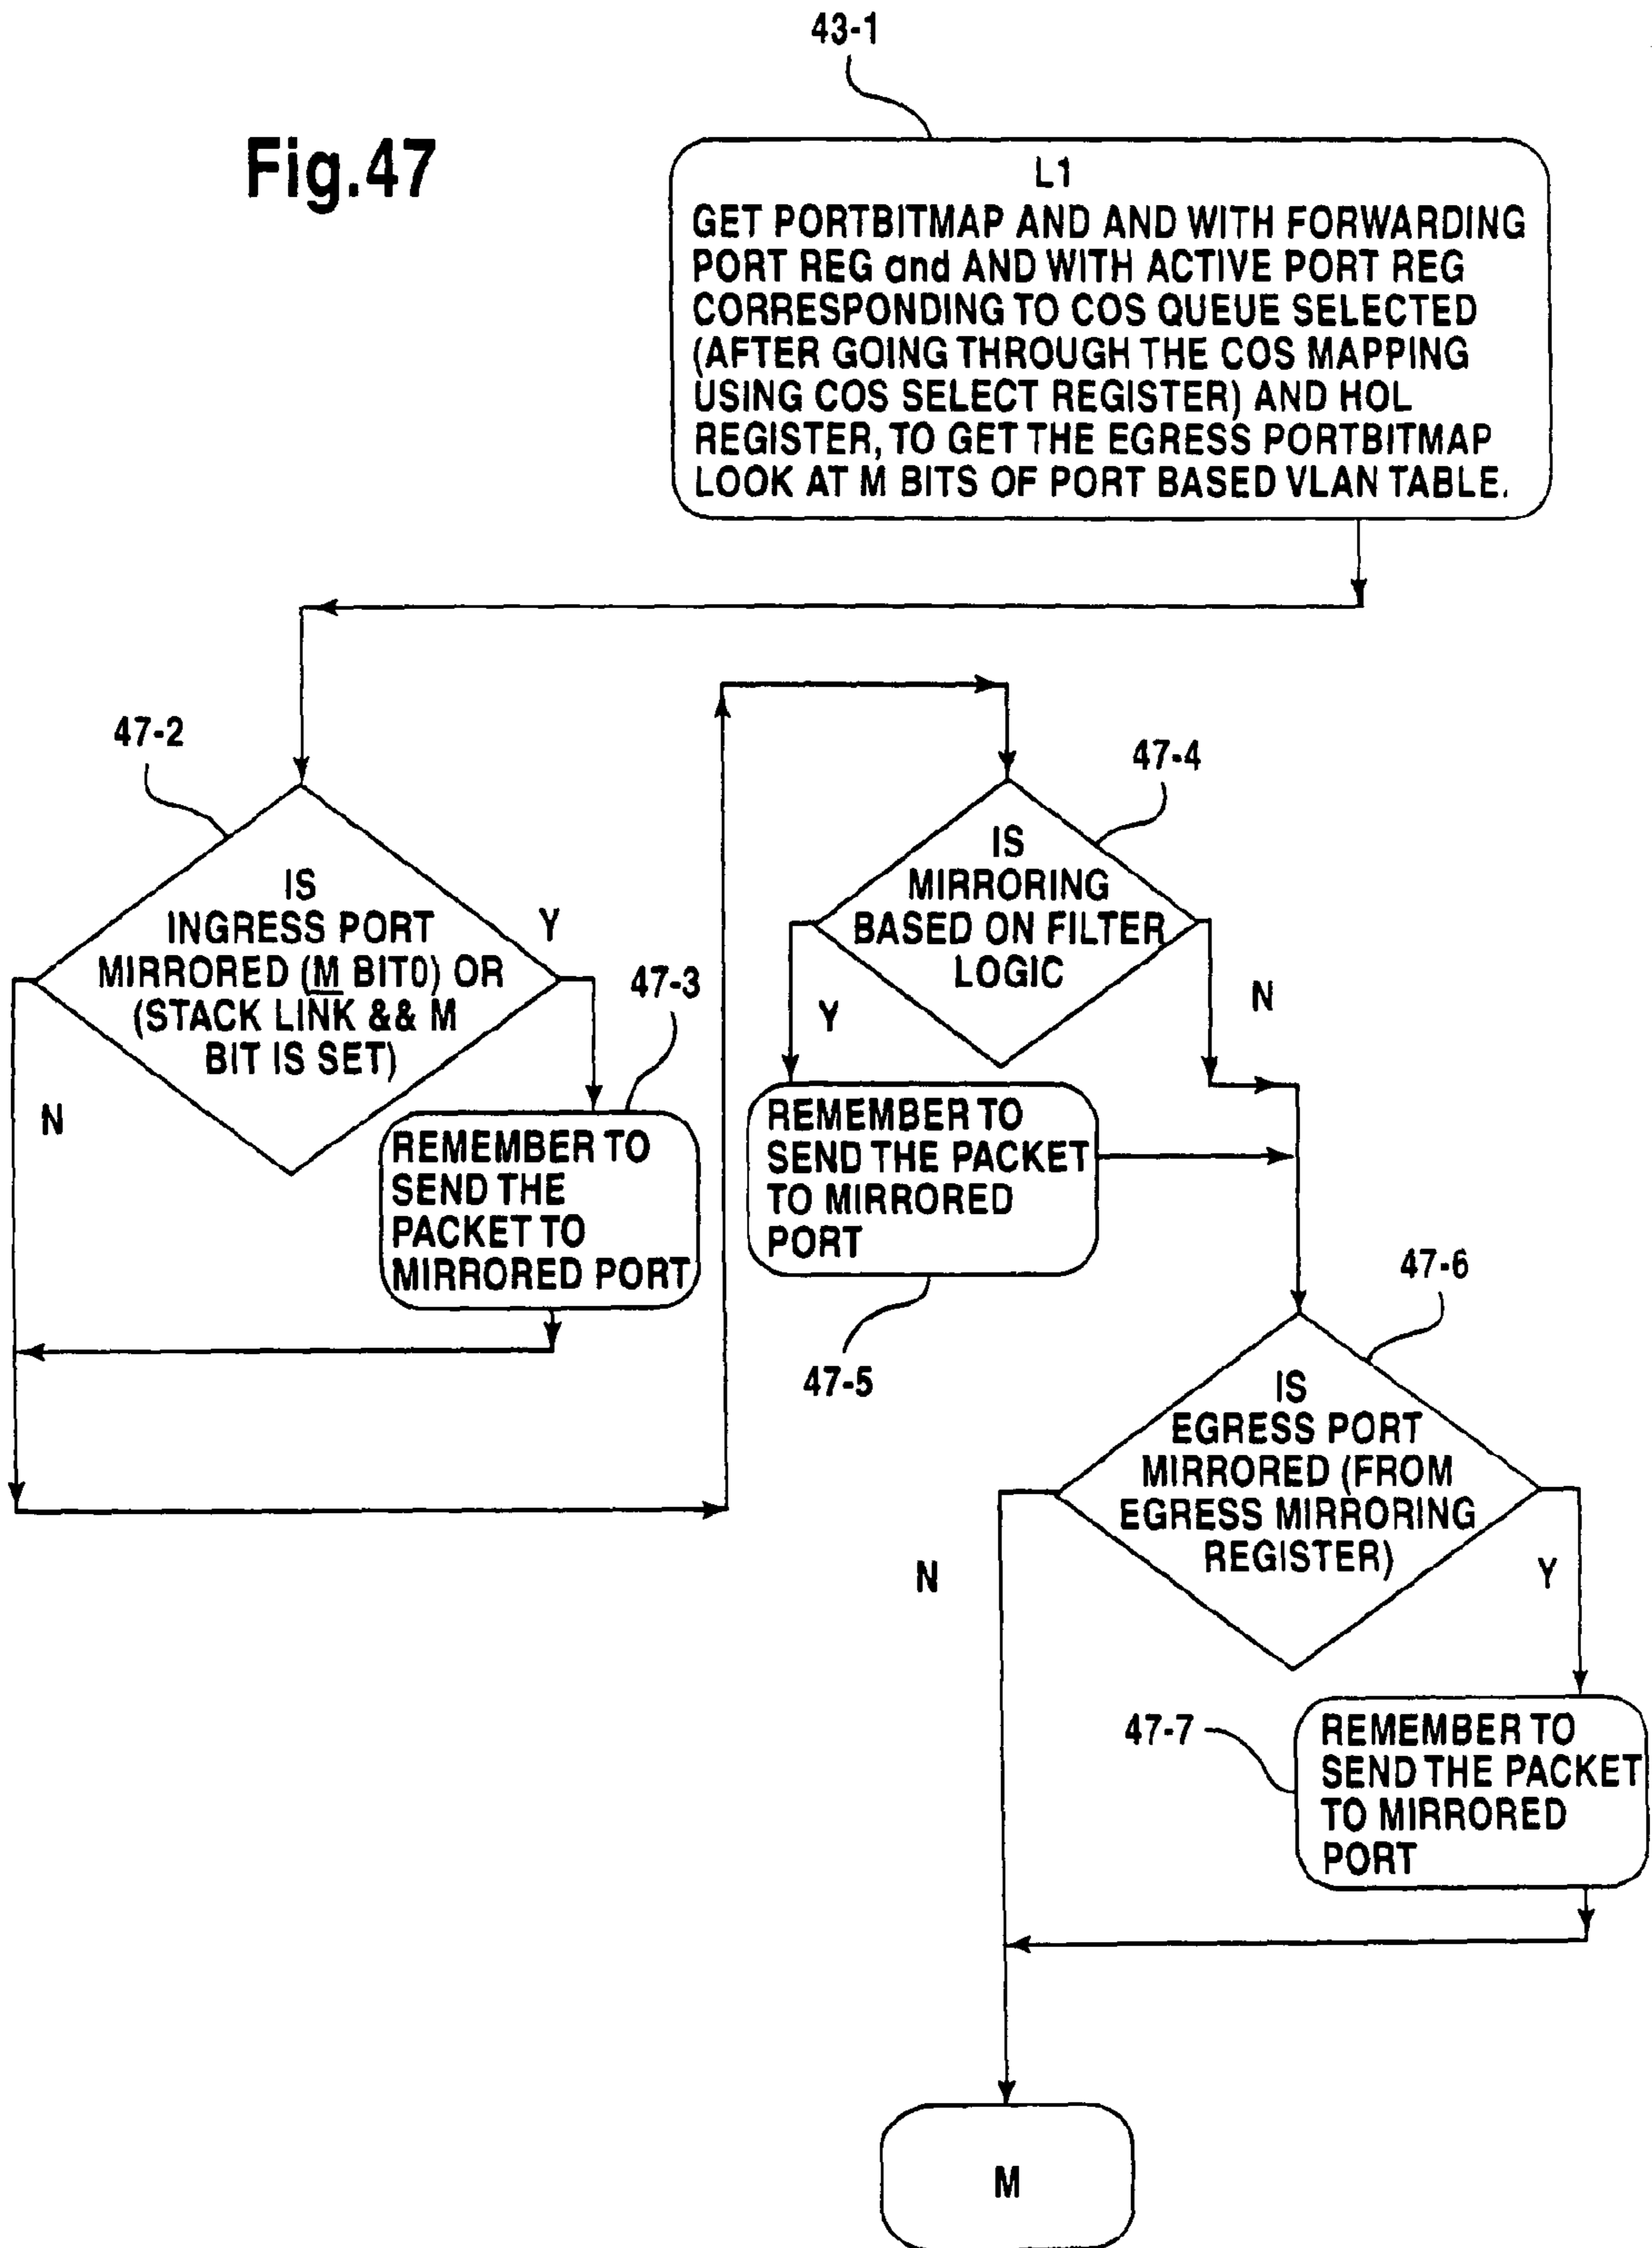 43-1
Fig.47
L1
GET PORTBITMAP AND AND WITH FORWARDING
PORT REG and AND WITH ACTIVE PORT REG
CORRESPONDING TO COS QUEUE SELECTED
(AFTER GOING THROUGH THE COS MAPPING
USING COS SELECT REGISTER) AND HOL
REGISTER, TO GET THE EGRESS PORTBITMAP
LOOK AT M BITS OF PORT BASED VLAN TABLE.
47-2
IS
INGRESS PORT
MIRRORED (M BIT0) OR
(STACK LINK && M
BIT IS SET)
Y
N
47-3
REMEMBER TO
SEND THE
PACKET TO
MIRRORED PORT
47-4
IS
MIRRORING
BASED ON FILTER
LOGIC
Y
N
REMEMBER TO
SEND THE PACKET
TO MIRRORED
PORT
47-5
47-6
IS
EGRESS PORT
MIRRORED (FROM
EGRESS MIRRORING
REGISTER)
N
Y
47-7
REMEMBER TO
SEND THE PACKET
TO MIRRORED
PORT
M